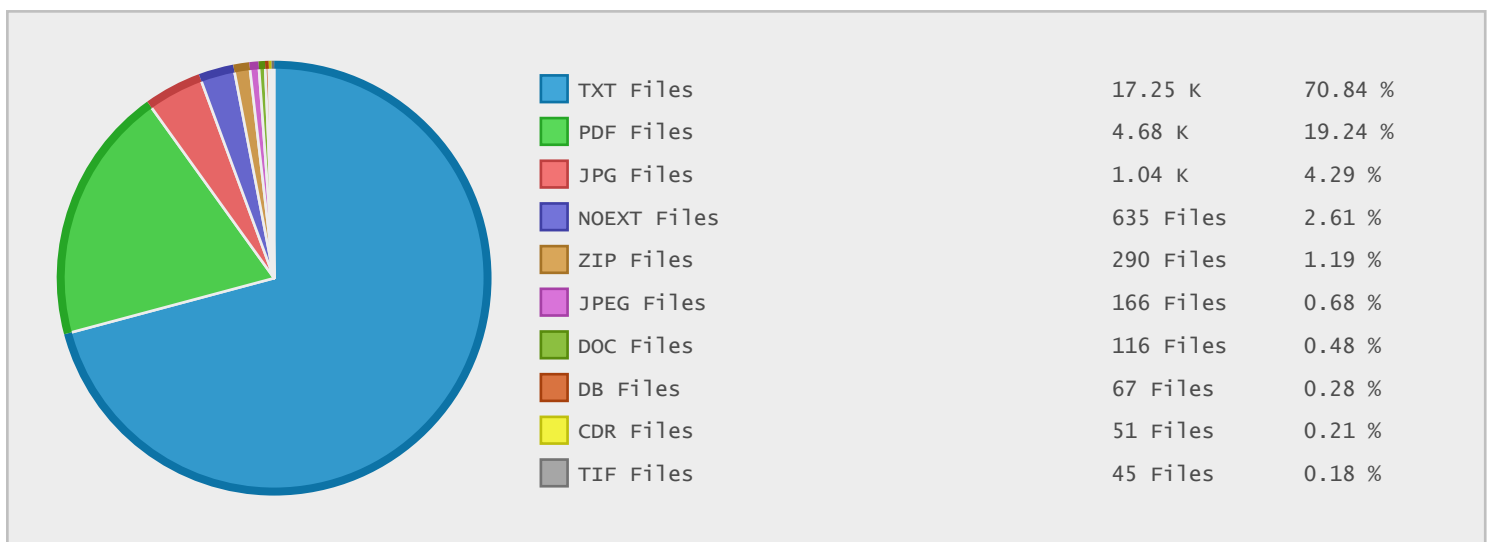 TXT Files 17.25 K 70.84 %
PDF Files 4.68 K 19.24 %
JPG Files 1.04 K 4.29 %
NOEXT Files 635 Files 2.61 %
ZIP Files 290 Files 1.19 %
JPEG Files 166 Files 0.68 %
DOC Files 116 Files 0.48 %
DB Files 67 Files 0.28 %
CDR Files 51 Files 0.21 %
TIF Files 45 Files 0.18 %